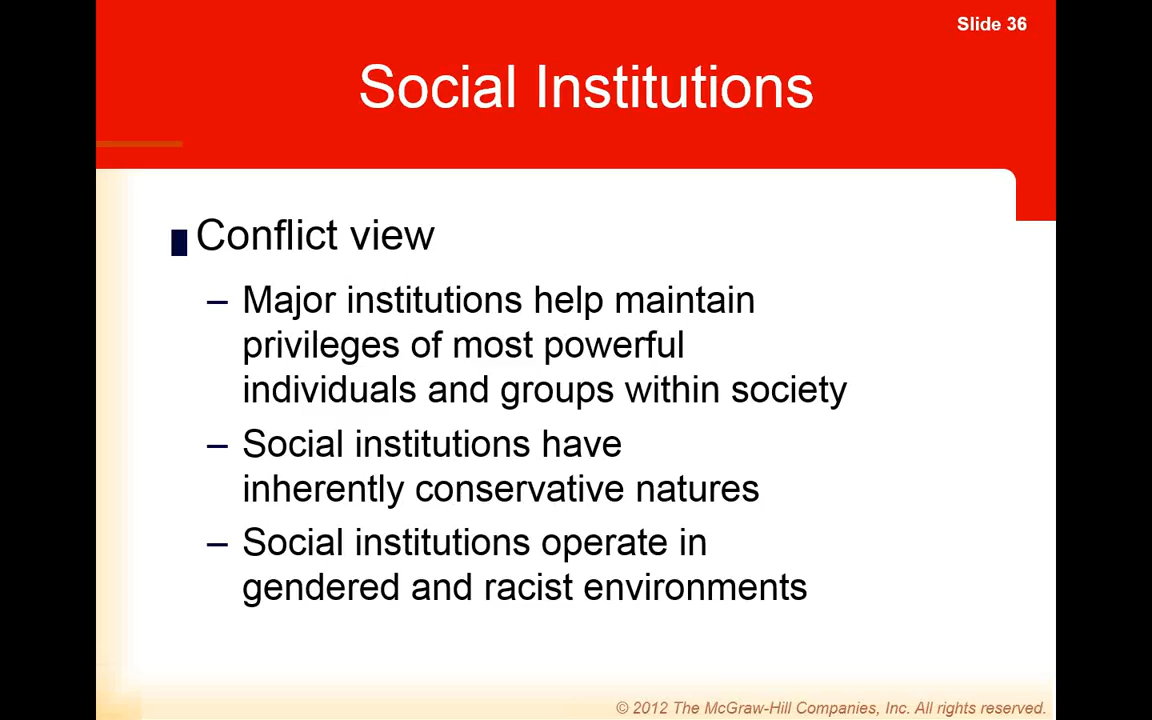 Slide 36
Social Institutions
Conflict view
– Major institutions help maintain
privileges of most powerful
individuals and groups within society
– Social institutions have
inherently conservative natures
– Social institutions operate in
gendered and racist environments
© 2012 The McGraw-Hill Companies, Inc. All rights reserved.